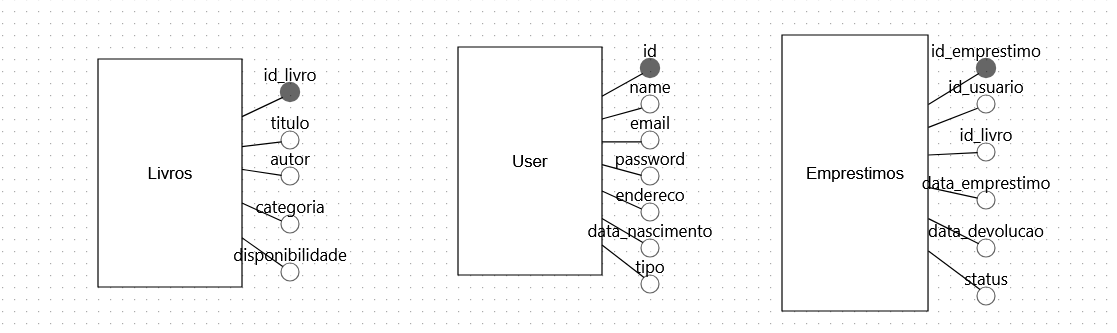 Livros
id_livro
titulo
autor
categoria
disponibilidade
User
id
name
email
password
endereco
data_nascimento
tipo
Emprestimos
id_emprestimo
id_usuario
id_livro
data_emprestimo
data_devolucao
status